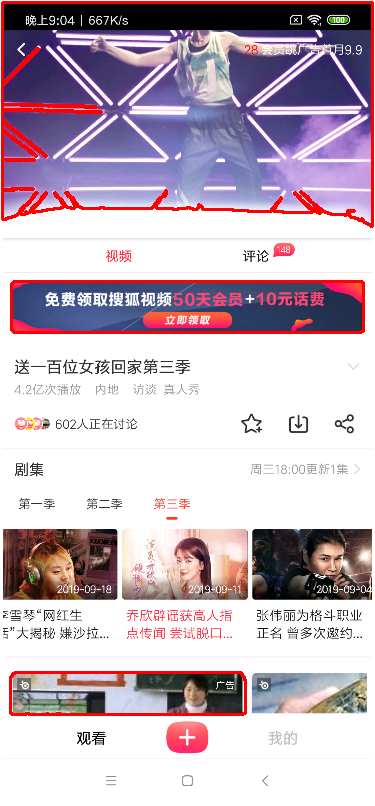 晚上9:04 | 667K/s
100
28 会员跳广告首月9.9
视频
评论
148
免费领取搜狐视频50天会员+10元话费
立即领取
送一百位女孩回家第三季
4.2亿次播放 内地 访谈 真人秀
602人正在讨论
剧集
周三18:00更新1集
第一季
第二季
第三季
2019-09-18
2019-09-11
2019-09-04
李雪琴“网红生
活”大揭秘 嫌沙拉...
乔欣辟谣获高人指
点传闻 尝试脱口...
张伟丽为格斗职业
正名 曾多次邀约...
广告
观看
我的